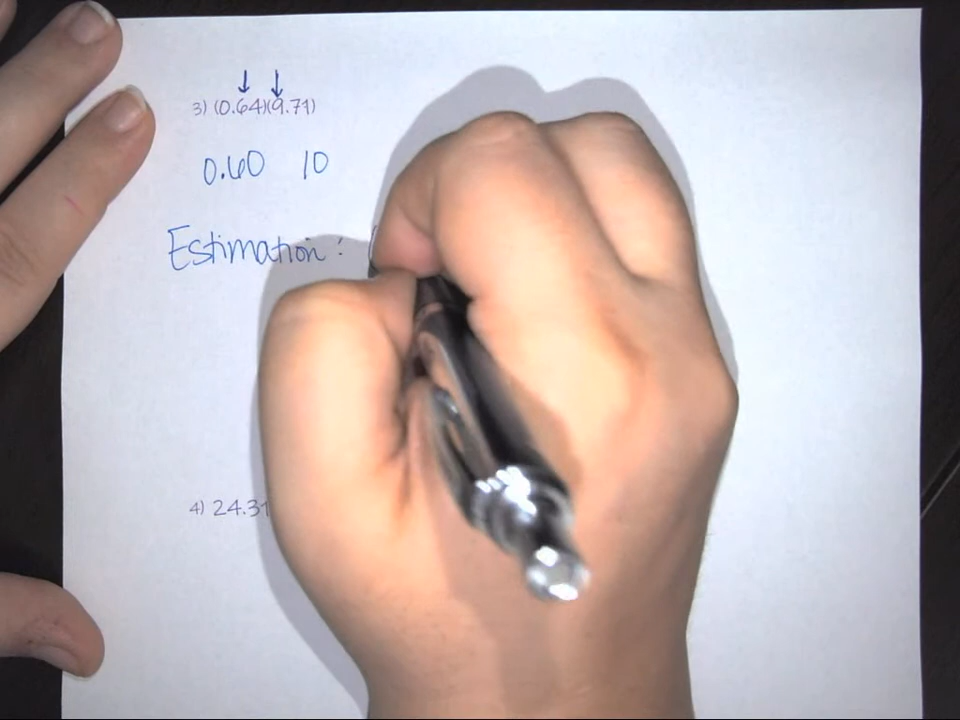 ↓ ↓
3) (0.64)(9.71)
0.60 10
Estimation : (
4) 24.31